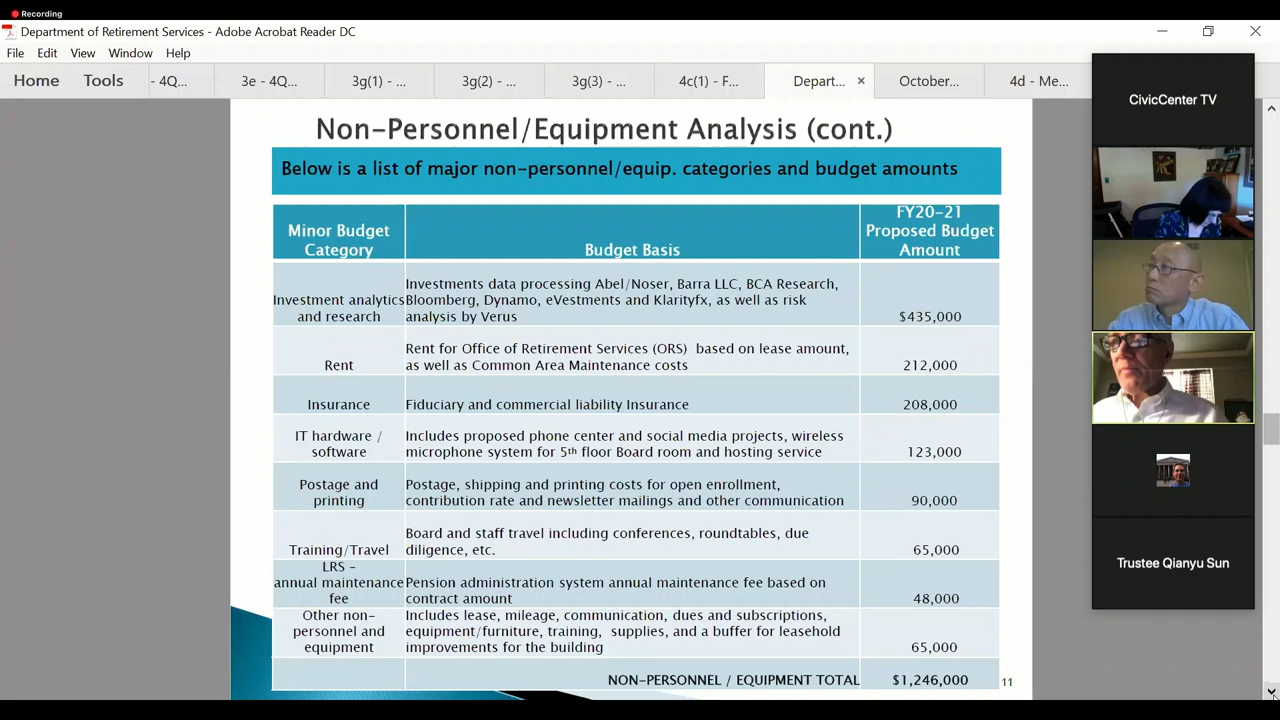 Recording
Department of Retirement Services - Adobe Acrobat Reader DC
File Edit View Window Help
Home Tools - 4Q... 3e - 4Q... 3g(1) - ... 3g(2) - ... 3g(3) - ... 4c(1) - F... Depart... × October... 4d - Me...
Non-Personnel/Equipment Analysis (cont.)
Below is a list of major non-personnel/equip. categories and budget amounts
Minor Budget
Category
Budget Basis
FY20-21
Proposed Budget
Amount
Investment analytics
and research
Investments data processing Abel/Noser, Barra LLC, BCA Research,
Bloomberg, Dynamo, eVestments and Klarityfx, as well as risk
analysis by Verus
$435,000
Rent
Rent for Office of Retirement Services (ORS) based on lease amount,
as well as Common Area Maintenance costs
212,000
Insurance
Fiduciary and commercial liability Insurance
208,000
IT hardware /
software
Includes proposed phone center and social media projects, wireless
microphone system for 5th floor Board room and hosting service
123,000
Postage and
printing
Postage, shipping and printing costs for open enrollment,
contribution rate and newsletter mailings and other communication
90,000
Training/Travel
Board and staff travel including conferences, roundtables, due
diligence, etc.
65,000
LRS –
annual maintenance
fee
Pension administration system annual maintenance fee based on
contract amount
48,000
Other non-
personnel and
equipment
Includes lease, mileage, communication, dues and subscriptions,
equipment/furniture, training, supplies, and a buffer for leasehold
improvements for the building
65,000
NON-PERSONNEL / EQUIPMENT TOTAL
$1,246,000
11
CivicCenter TV
Trustee Qianyu Sun